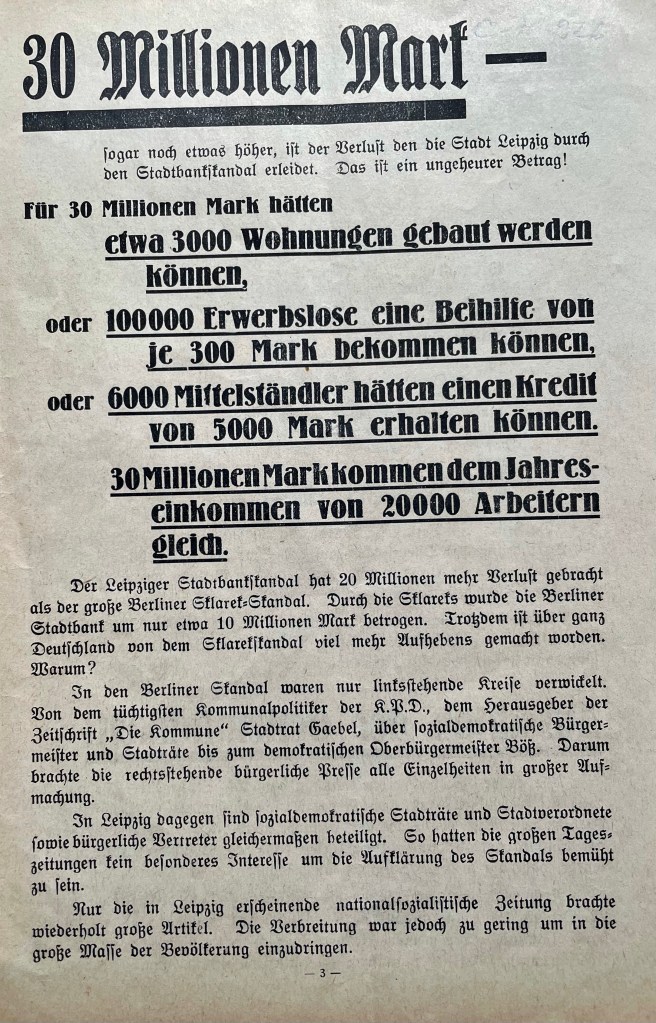 30 Millionen Mark —
sogar noch etwas höher, ist der Verlust den die Stadt Leipzig durch
den Stadtbankskandal erleidet. Das ist ein ungeheurer Betrag!
Für 30 Millionen Mark hätten
etwa 3000 Wohnungen gebaut werden
können,
oder 100000 Erwerbslose eine Beihilfe von
je 300 Mark bekommen können,
oder 6000 Mittelständler hätten einen Kredit
von 5000 Mark erhalten können.
30 Millionen Mark kommen dem Jahres-
einkommen von 20000 Arbeitern
gleich.
Der Leipziger Stadtbankskandal hat 20 Millionen mehr Verlust gebracht
als der große Berliner Sklarek-Skandal. Durch die Sklareks wurde die Berliner
Stadtbank um nur etwa 10 Millionen Mark betrogen. Trotzdem ist über ganz
Deutschland von dem Sklarekskandal viel mehr Aufhebens gemacht worden.
Warum?
In den Berliner Skandal waren nur linksstehende Kreise verwickelt.
Von dem tüchtigsten Kommunalpolitiker der K.P.D., dem Herausgeber der
Zeitschrift „Die Kommune“ Stadtrat Gaebel, über sozialdemokratische Bürger-
meister und Stadträte bis zum demokratischen Oberbürgermeister Böß. Darum
brachte die rechtsstehende bürgerliche Presse alle Einzelheiten in großer Auf-
machung.
In Leipzig dagegen sind sozialdemokratische Stadträte und Stadtverordnete
sowie bürgerliche Vertreter gleichermaßen beteiligt. So hatten die großen Tages-
zeitungen kein besonderes Interesse um die Aufklärung des Skandals bemüht
zu sein.
Nur die in Leipzig erscheinende nationalsozialistische Zeitung brachte
wiederholt große Artikel. Die Verbreitung war jedoch zu gering um in die
große Masse der Bevölkerung einzudringen.
— 3 —